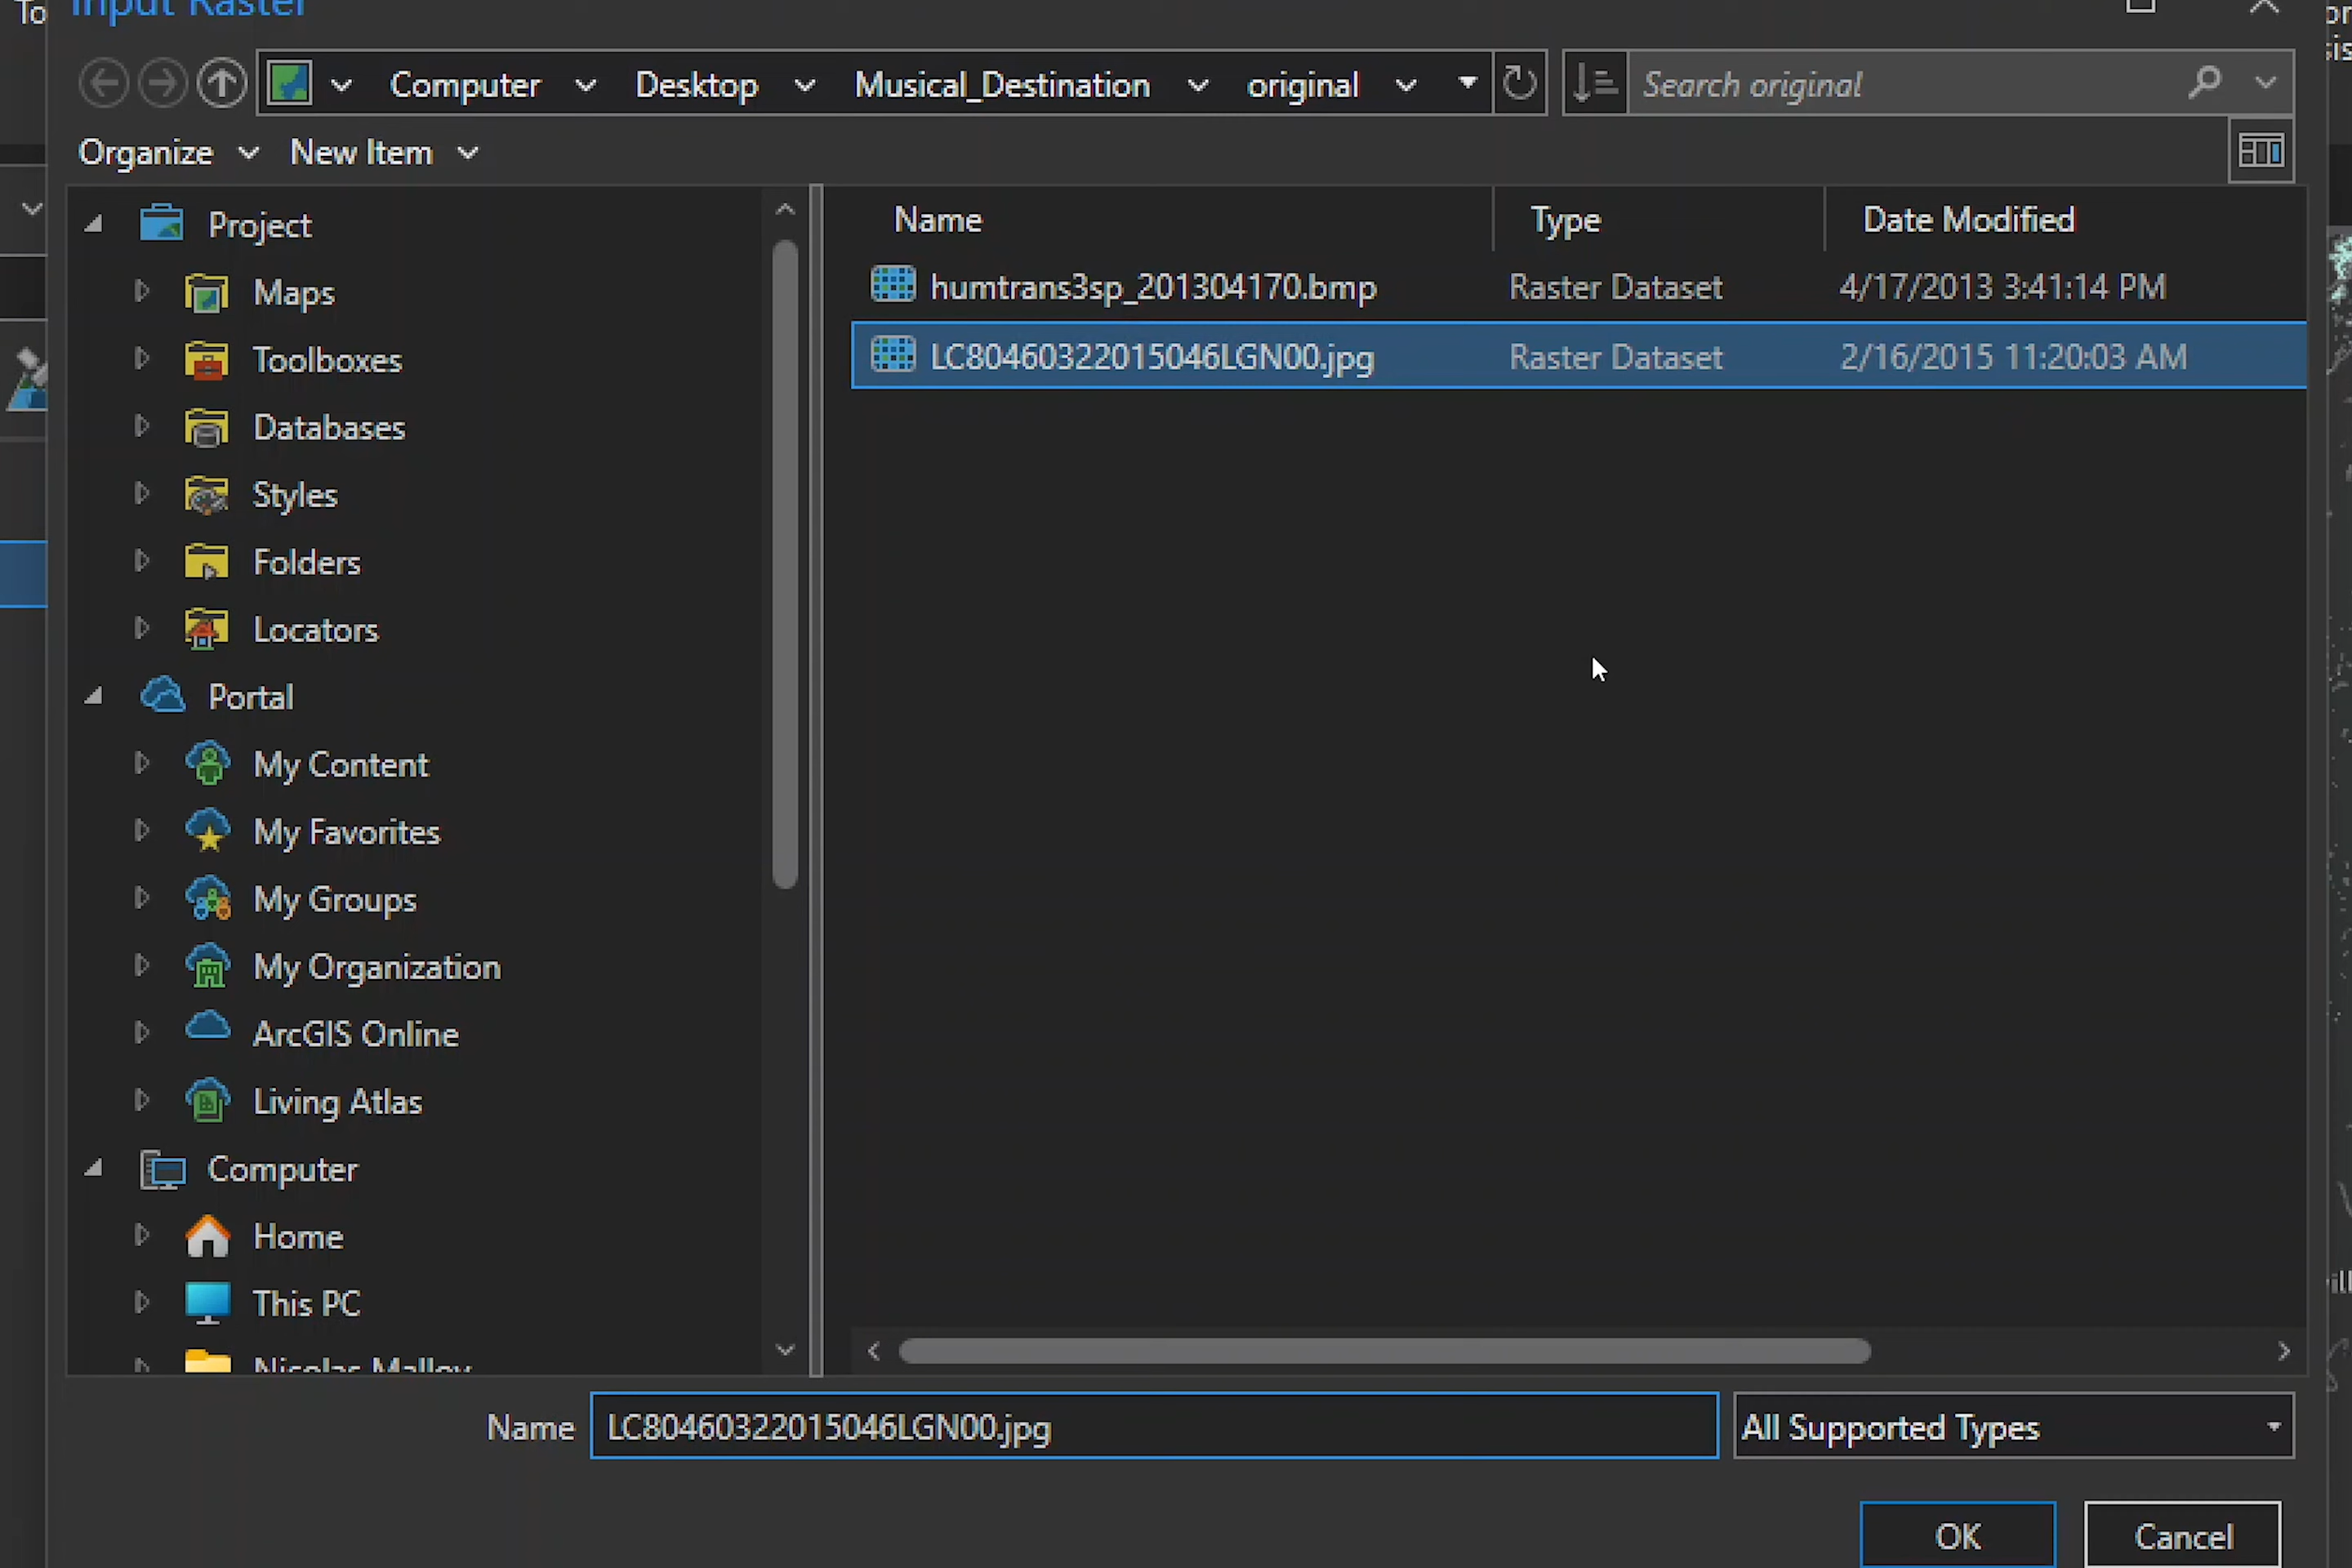 To
Input Raster
Computer Desktop Musical_Destination original Search original
Organize New Item
Project
Maps
Toolboxes
Databases
Styles
Folders
Locators
Portal
My Content
My Favorites
My Groups
My Organization
ArcGIS Online
Living Atlas
Computer
Home
This PC
Name Type Date Modified
humtrans3sp_201304170.bmp Raster Dataset 4/17/2013 3:41:14 PM
LC80460322015046LGN00.jpg Raster Dataset 2/16/2015 11:20:03 AM
Name LC80460322015046LGN00.jpg All Supported Types
OK Cancel